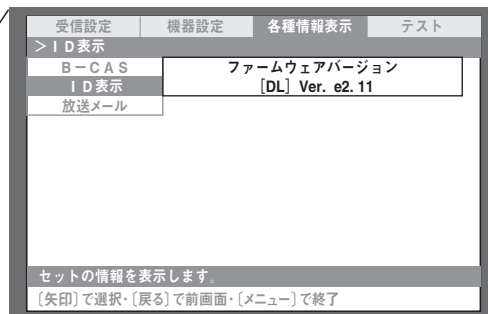 受信設定 機器設定 各種情報表示 テスト
＞ＩＤ表示
Ｂ－ＣＡＳ
ＩＤ表示
放送メール
ファームウェアバージョン
［DL］ Ver. e2.11
セットの情報を表示します。
〔矢印〕で選択・〔戻る〕で前画面・〔メニュー〕で終了